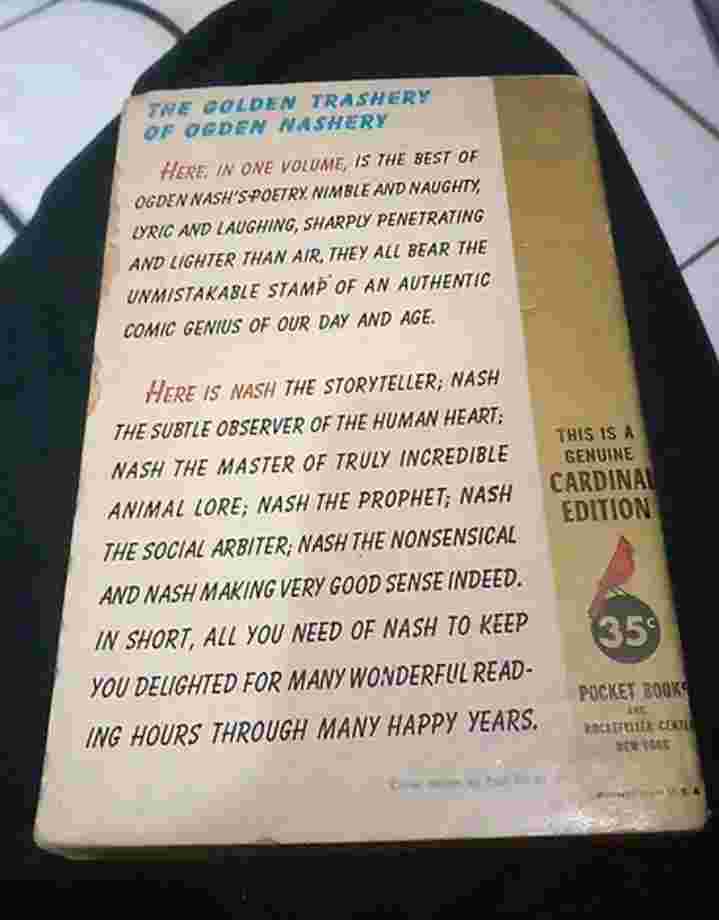 THE GOLDEN TRASHERY
OF OGDEN NASHERY
HERE, IN ONE VOLUME, IS THE BEST OF
OGDEN NASH'S POETRY. NIMBLE AND NAUGHTY,
LYRIC AND LAUGHING, SHARPLY PENETRATING
AND LIGHTER THAN AIR, THEY ALL BEAR THE
UNMISTAKABLE STAMP OF AN AUTHENTIC
COMIC GENIUS OF OUR DAY AND AGE.
HERE IS NASH THE STORYTELLER; NASH
THE SUBTLE OBSERVER OF THE HUMAN HEART;
NASH THE MASTER OF TRULY INCREDIBLE
ANIMAL LORE; NASH THE PROPHET; NASH
THE SOCIAL ARBITER; NASH THE NONSENSICAL
AND NASH MAKING VERY GOOD SENSE INDEED.
IN SHORT, ALL YOU NEED OF NASH TO KEEP
YOU DELIGHTED FOR MANY WONDERFUL READ-
ING HOURS THROUGH MANY HAPPY YEARS.
THIS IS A
GENUINE
CARDINAL
EDITION
35¢
POCKET BOOKS
INC.
ROCKEFELLER CENTE
NEW YORK
U.S.A